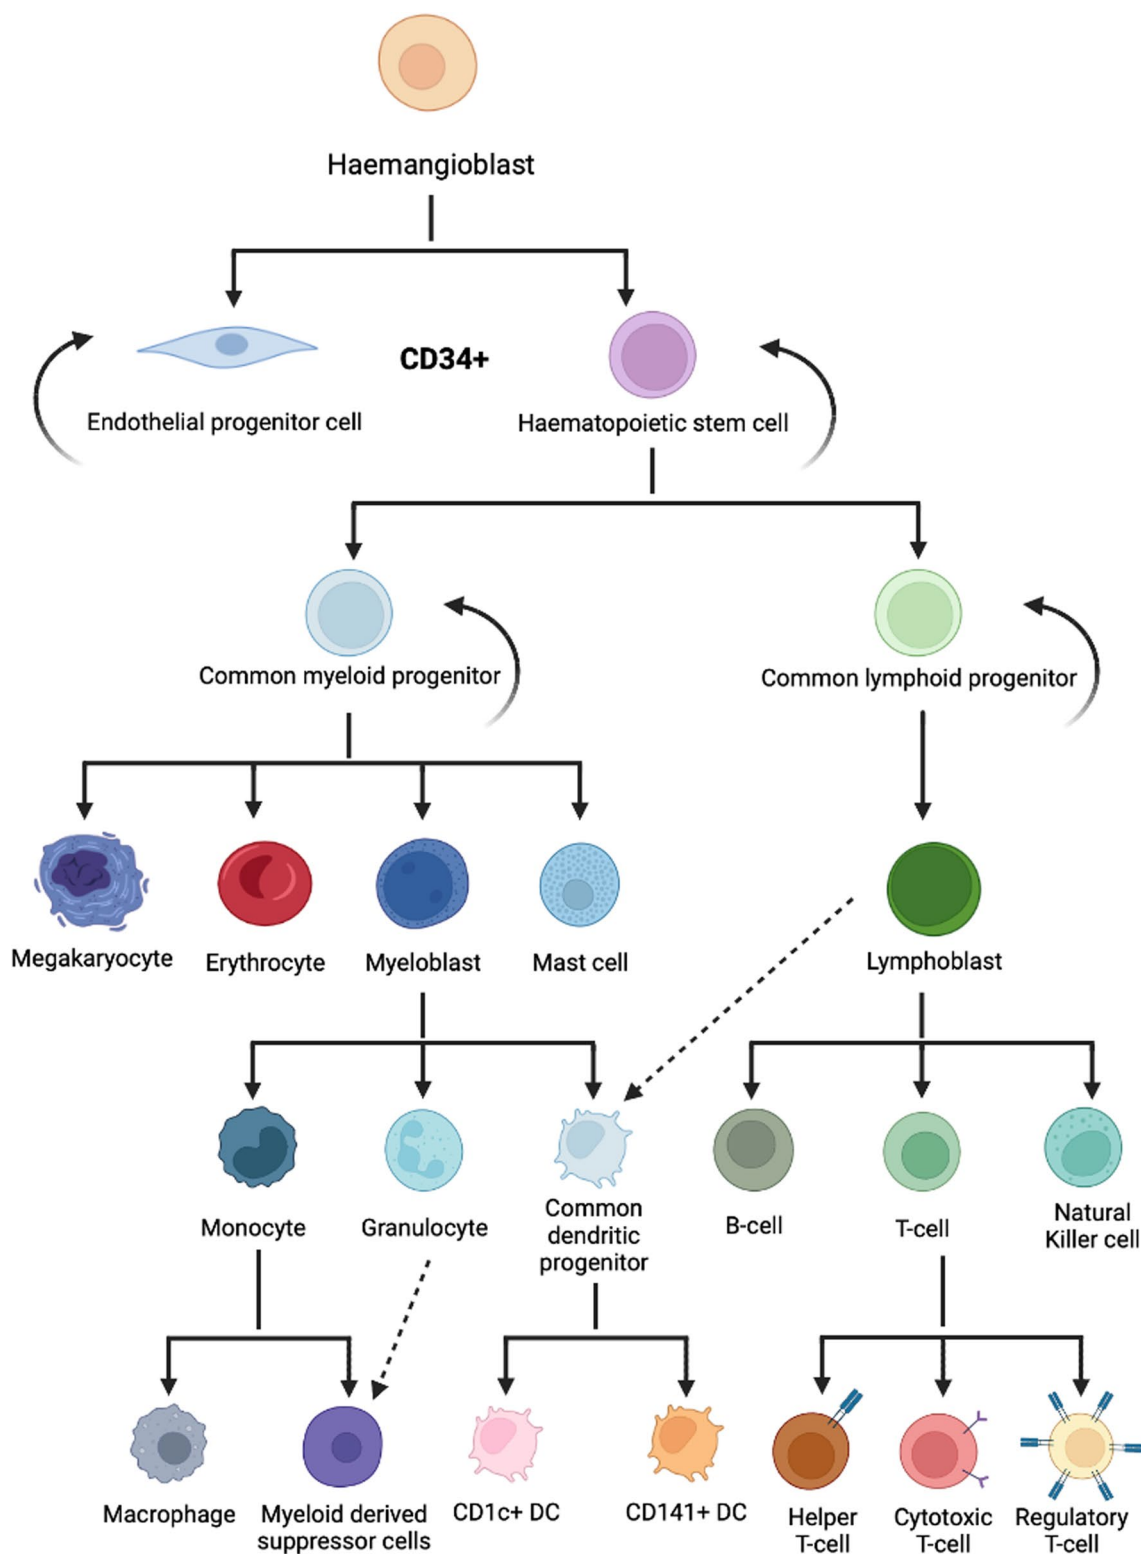 Haemangioblast
CD34+
Endothelial progenitor cell
Haematopoietic stem cell
Common myeloid progenitor
Common lymphoid progenitor
Megakaryocyte
Erythrocyte
Myeloblast
Mast cell
Lymphoblast
Monocyte
Granulocyte
Common
dendritic
progenitor
B-cell
T-cell
Natural
Killer cell
Macrophage
Myeloid derived
suppressor cells
CD1c+ DC
CD141+ DC
Helper
T-cell
Cytotoxic
T-cell
Regulatory
T-cell